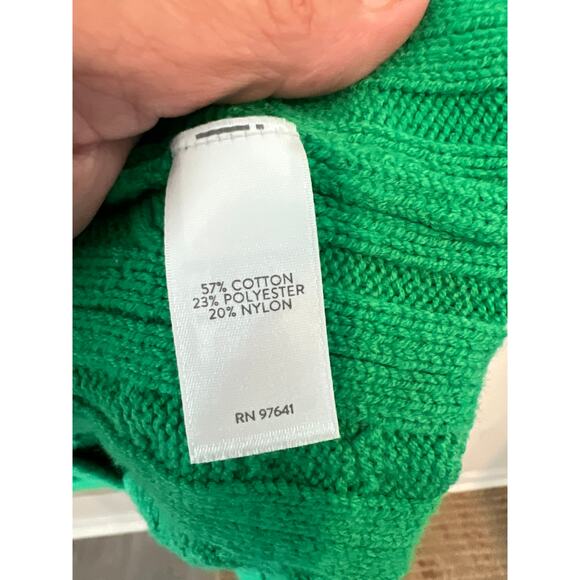 57% COTTON
23% POLYESTER
20% NYLON
RN 97641